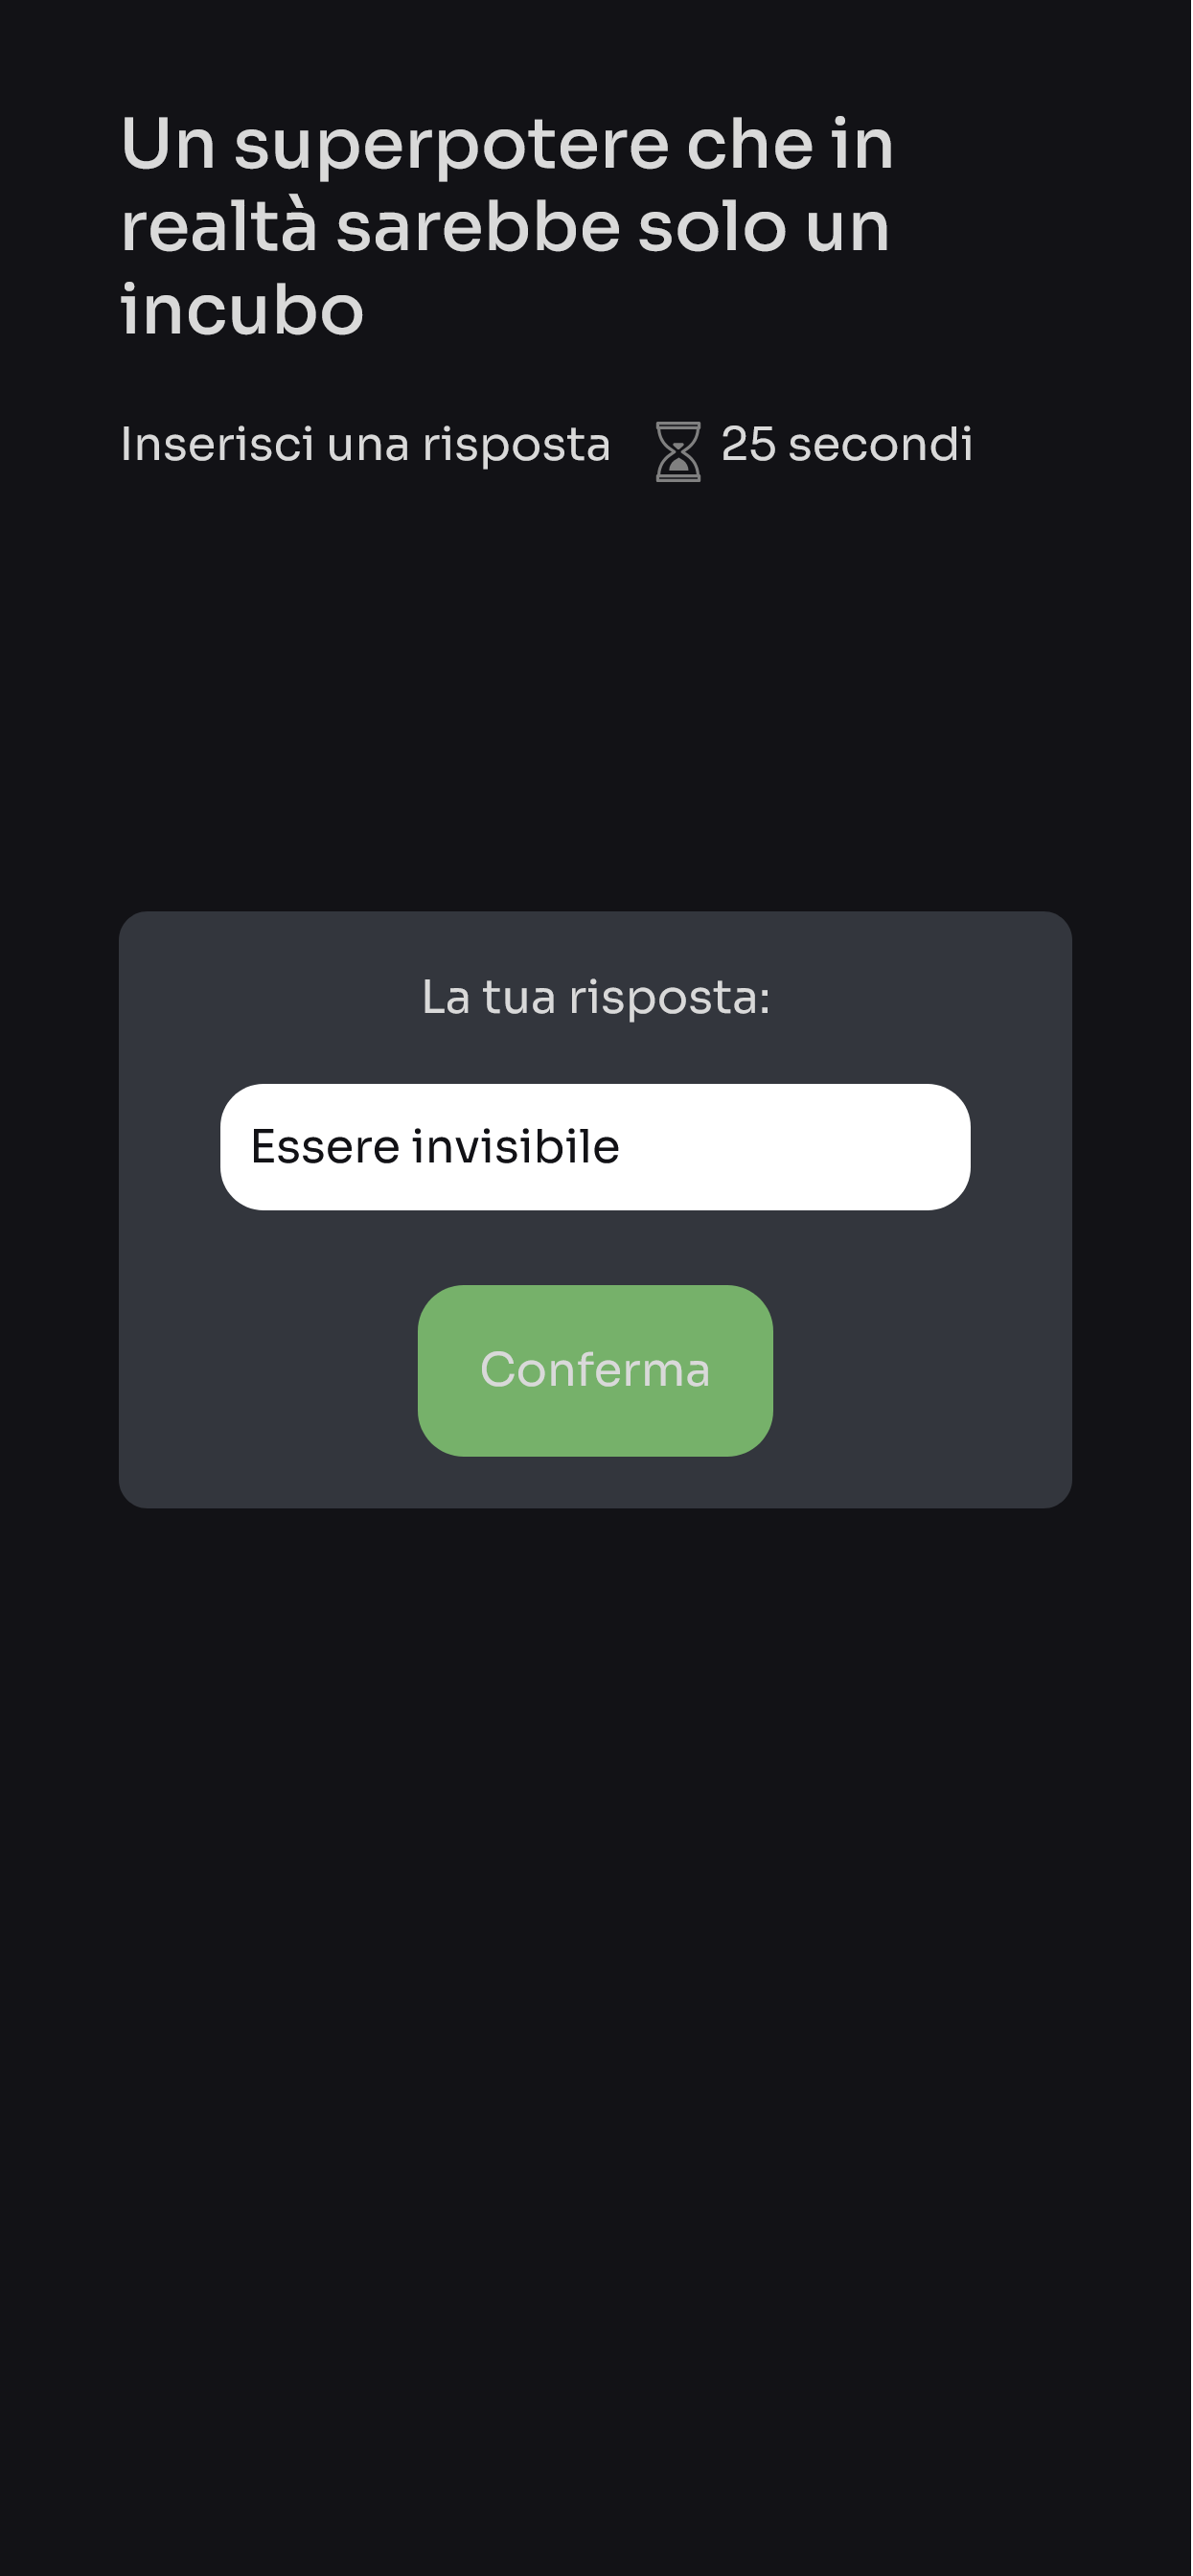 Un superpotere che in
realtà sarebbe solo un
incubo
Inserisci una risposta 25 secondi
La tua risposta:
Essere invisibile
Conferma